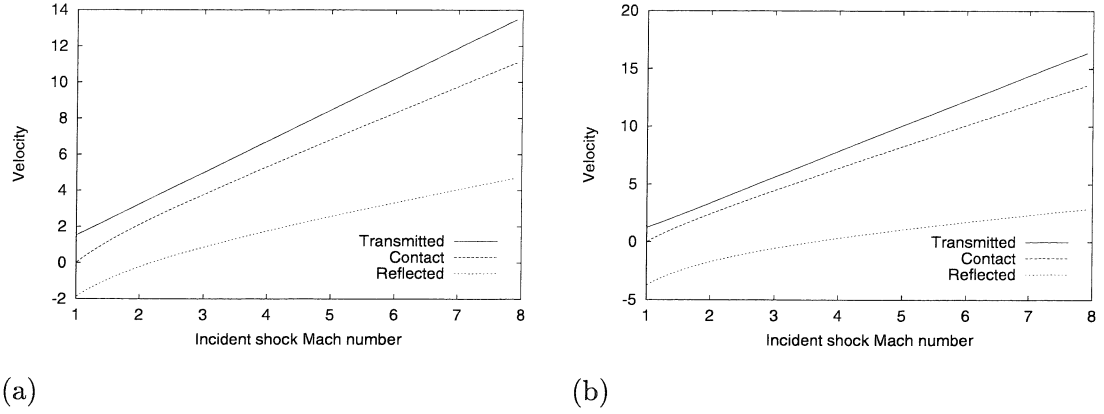 14
12
10
8
6
4
2
0
-2
Velocity
1 2 3 4 5 6 7 8
Incident shock Mach number
Transmitted
Contact
Reflected
(a)
20
15
10
5
0
-5
Velocity
1 2 3 4 5 6 7 8
Incident shock Mach number
Transmitted
Contact
Reflected
(b)